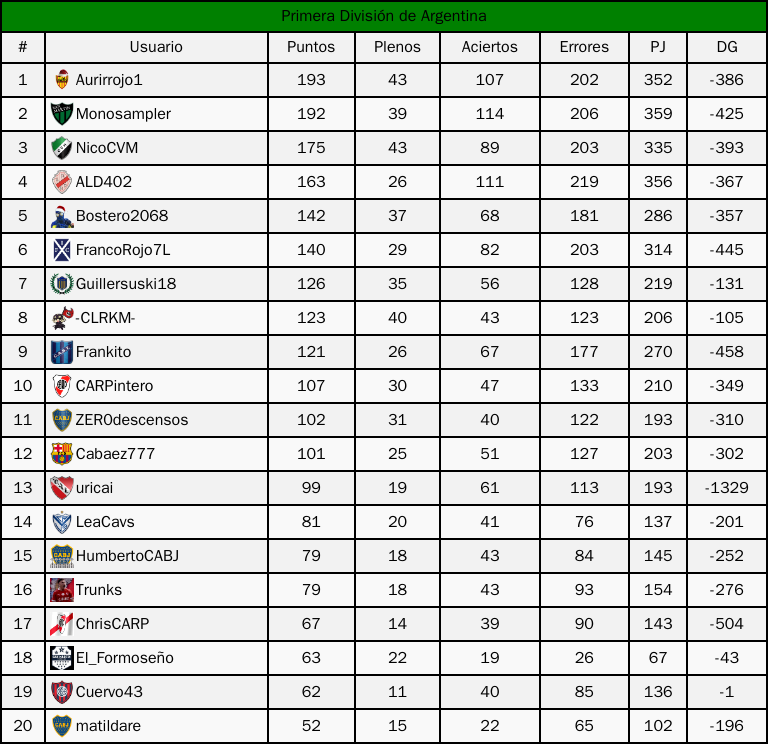 Primera División de Argentina
# Usuario Puntos Plenos Aciertos Errores PJ DG
1 Aurirrojo1 193 43 107 202 352 -386
2 Monosampler 192 39 114 206 359 -425
3 NicoCVM 175 43 89 203 335 -393
4 ALD402 163 26 111 219 356 -367
5 Bostero2068 142 37 68 181 286 -357
6 FrancoRojo7L 140 29 82 203 314 -445
7 Guillersuski18 126 35 56 128 219 -131
8 -CLRKM- 123 40 43 123 206 -105
9 Frankito 121 26 67 177 270 -458
10 CARPintero 107 30 47 133 210 -349
11 ZER0descensos 102 31 40 122 193 -310
12 Cabaez777 101 25 51 127 203 -302
13 uricai 99 19 61 113 193 -1329
14 LeaCavs 81 20 41 76 137 -201
15 HumbertoCABJ 79 18 43 84 145 -252
16 Trunks 79 18 43 93 154 -276
17 ChrisCARP 67 14 39 90 143 -504
18 El_Formoseño 63 22 19 26 67 -43
19 Cuervo43 62 11 40 85 136 -1
20 matildare 52 15 22 65 102 -196